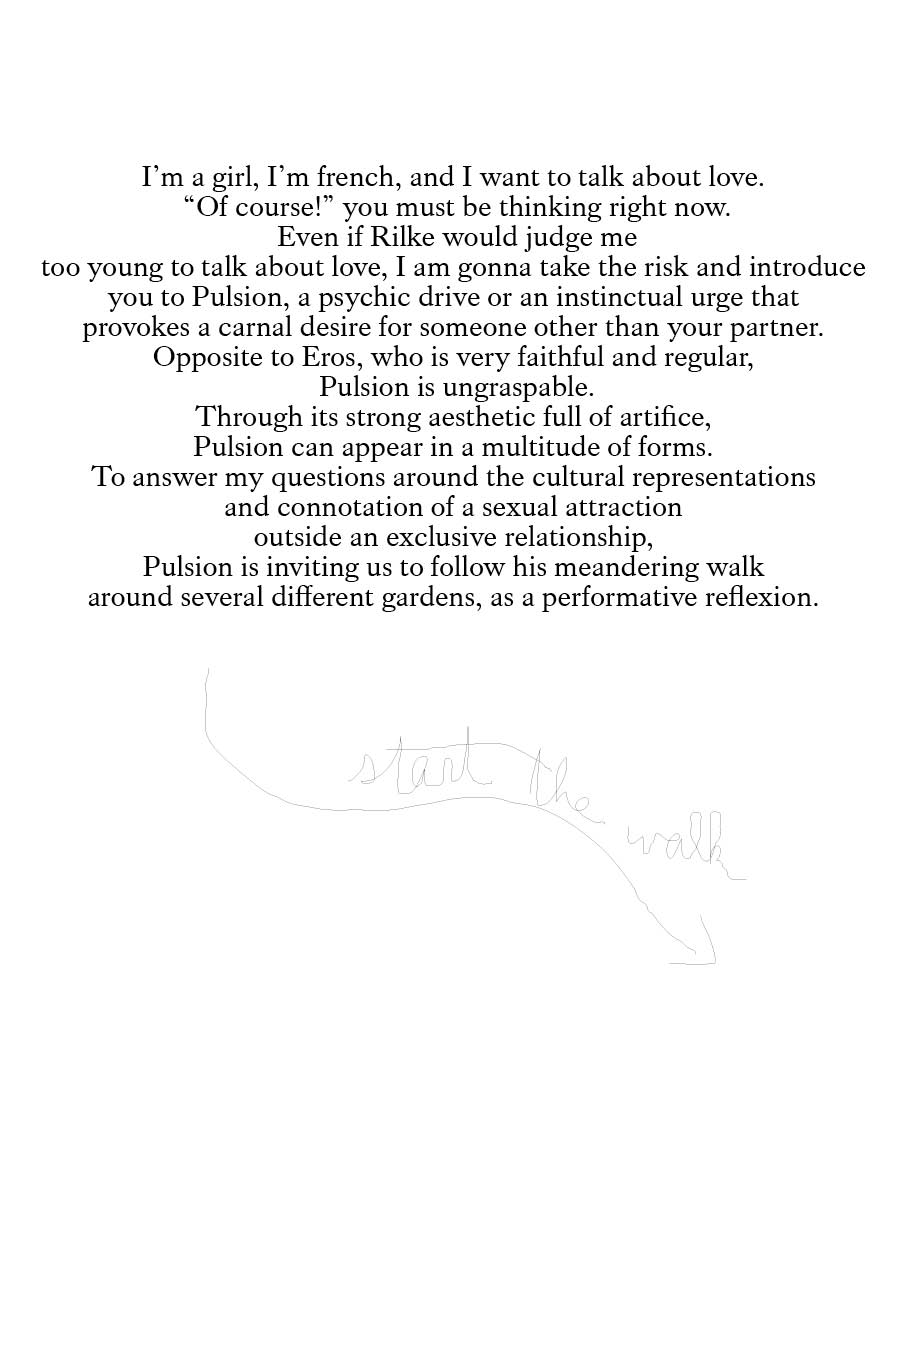 I’m a girl, I’m french, and I want to talk about love.
“Of course!” you must be thinking right now.
Even if Rilke would judge me
too young to talk about love, I am gonna take the risk and introduce
you to Pulsion, a psychic drive or an instinctual urge that
provokes a carnal desire for someone other than your partner.
Opposite to Eros, who is very faithful and regular,
Pulsion is ungraspable.
Through its strong aesthetic full of artifice,
Pulsion can appear in a multitude of forms.
To answer my questions around the cultural representations
and connotation of a sexual attraction
outside an exclusive relationship,
Pulsion is inviting us to follow his meandering walk
around several different gardens, as a performative reflexion.
start the walk